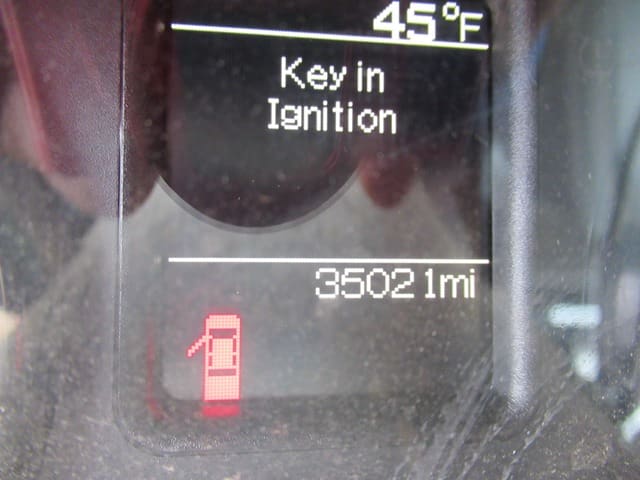 45°F
Key in
Ignition
35021mi